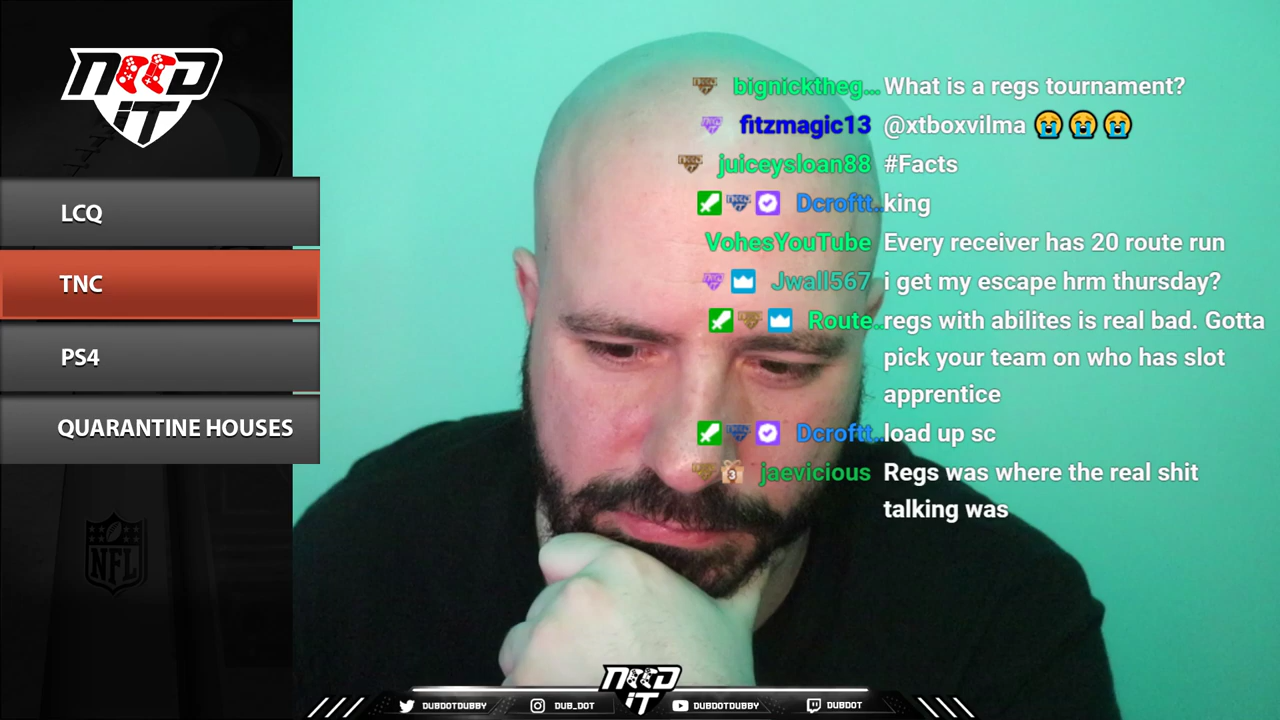 NEED
IT
LCQ
TNC
PS4
QUARANTINE HOUSES
NFL
bignicktheg... What is a regs tournament?
fitzmagic13 @xtboxvilma 😭😭😭
juiceysloan88 #Facts
Dcroftt.. king
VohesYouTube Every receiver has 20 route run
Jwall567 i get my escape hrm thursday?
3
Route.. regs with abilites is real bad. Gotta
pick your team on who has slot
apprentice
Dcroftt.. load up sc
jaevicious Regs was where the real shit
talking was
NEED
IT
DUBDOTDUBBY
DUB_DOT
DUBDOTDUBBY
DUBDOT